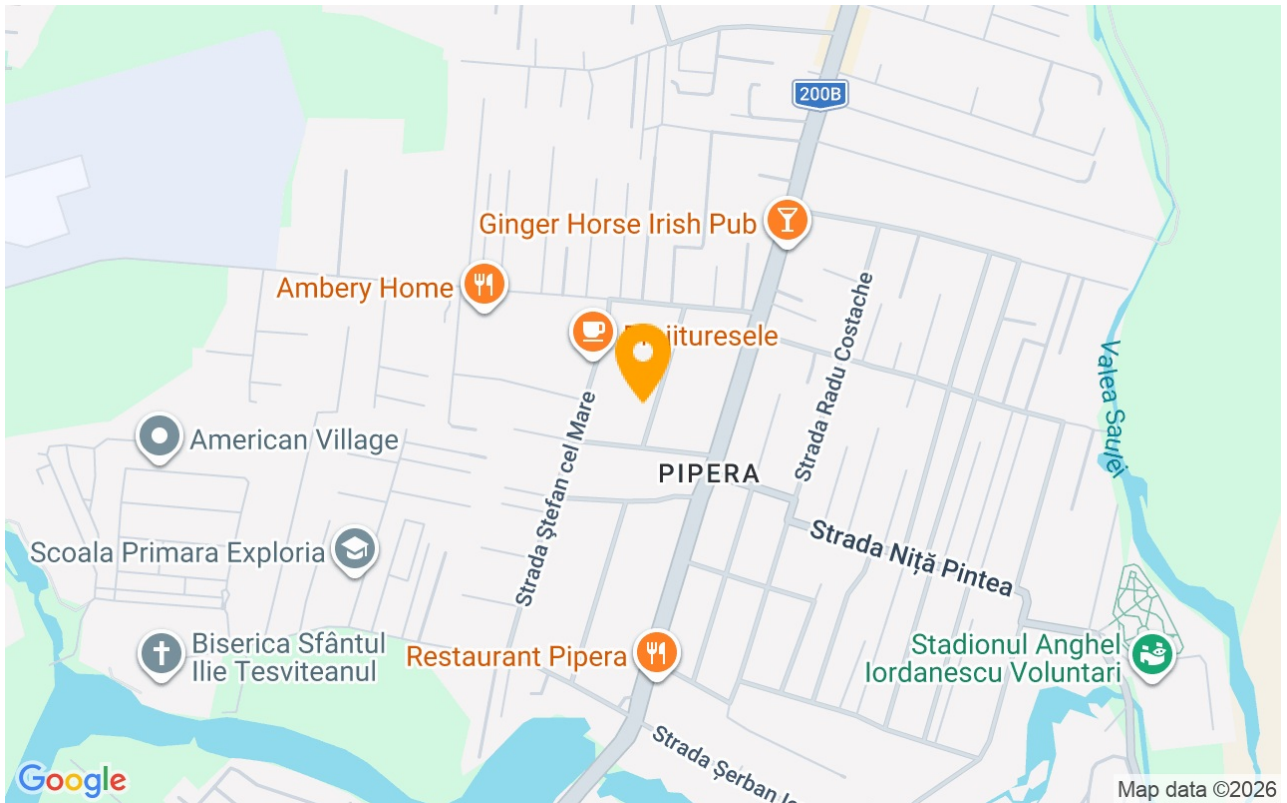 200B
Ginger Horse Irish Pub
Ambery Home
Strada Radu Costache
Valea Saulei
American Village
Strada Ștefan cel Mare
PIPERA
Strada Niță Pintea
Scoala Primara Exploria
Biserica Sfântul
Ilie Tesviteanul
Restaurant Pipera
Stadionul Anghel
Iordanescu Voluntari
Strada Șerban
Google
Map data ©2026